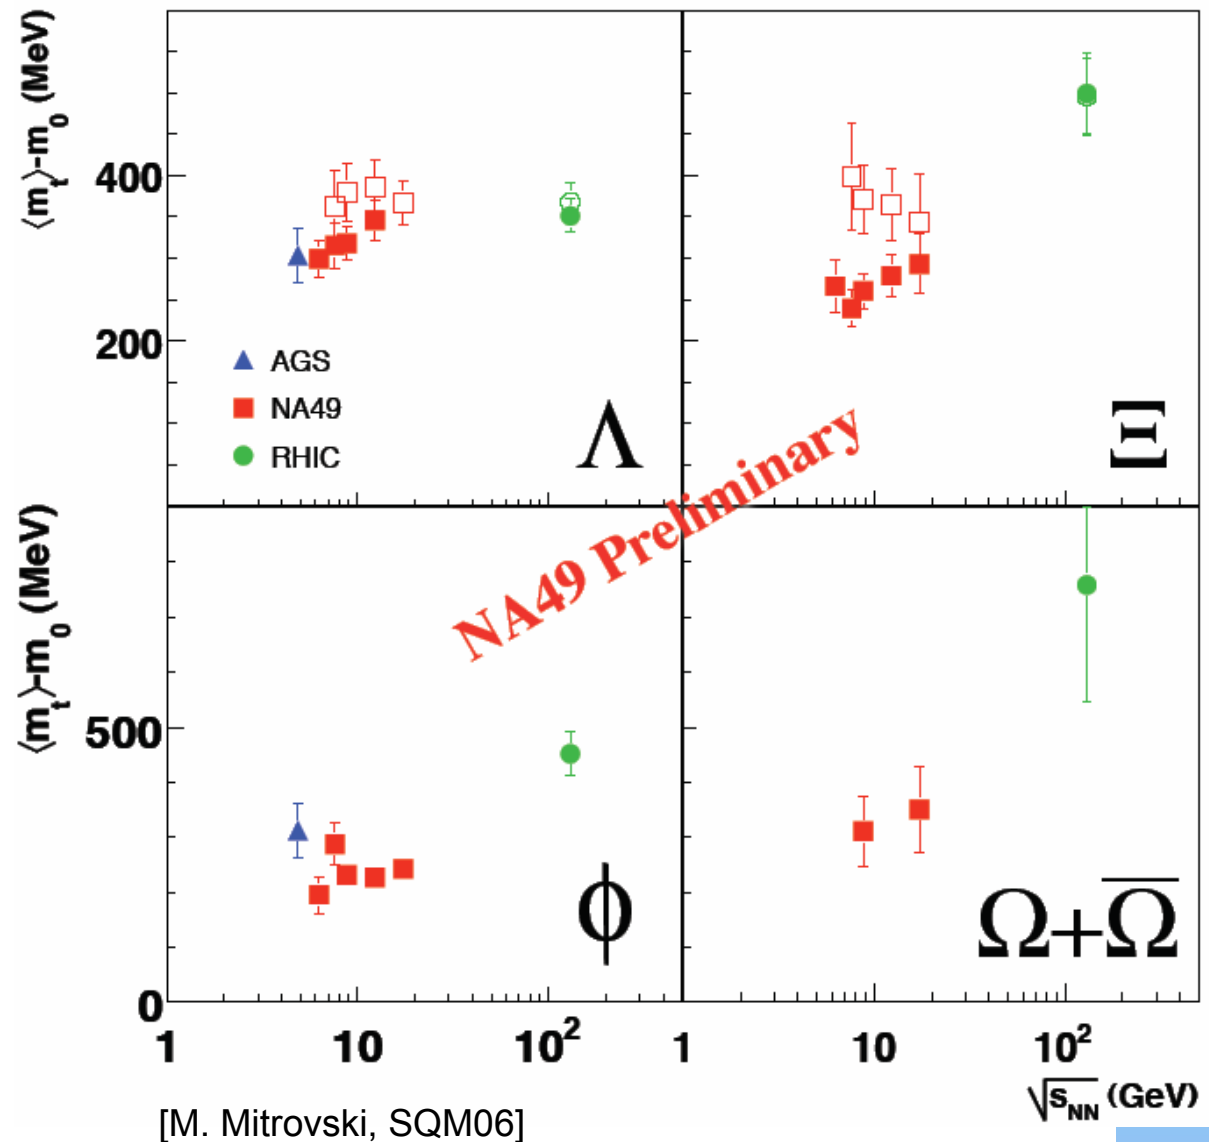 ⟨m_t⟩-m_0 (MeV)
400
200
AGS
NA49
RHIC
Λ
Ξ
NA49 Preliminary
⟨m_t⟩-m_0 (MeV)
500
0
ϕ
Ω+Ω̅
1 10 10² 1 10 10²
√s_NN (GeV)
[M. Mitrovski, SQM06]